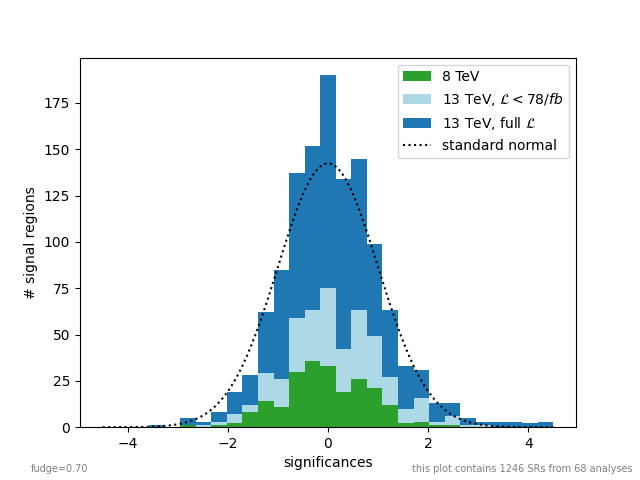 8 TeV
13 TeV, ℒ < 78/fb
13 TeV, full ℒ
standard normal
# signal regions
175
150
125
100
75
50
25
0
−4
−2
0
2
4
significances
fudge=0.70
this plot contains 1246 SRs from 68 analyses